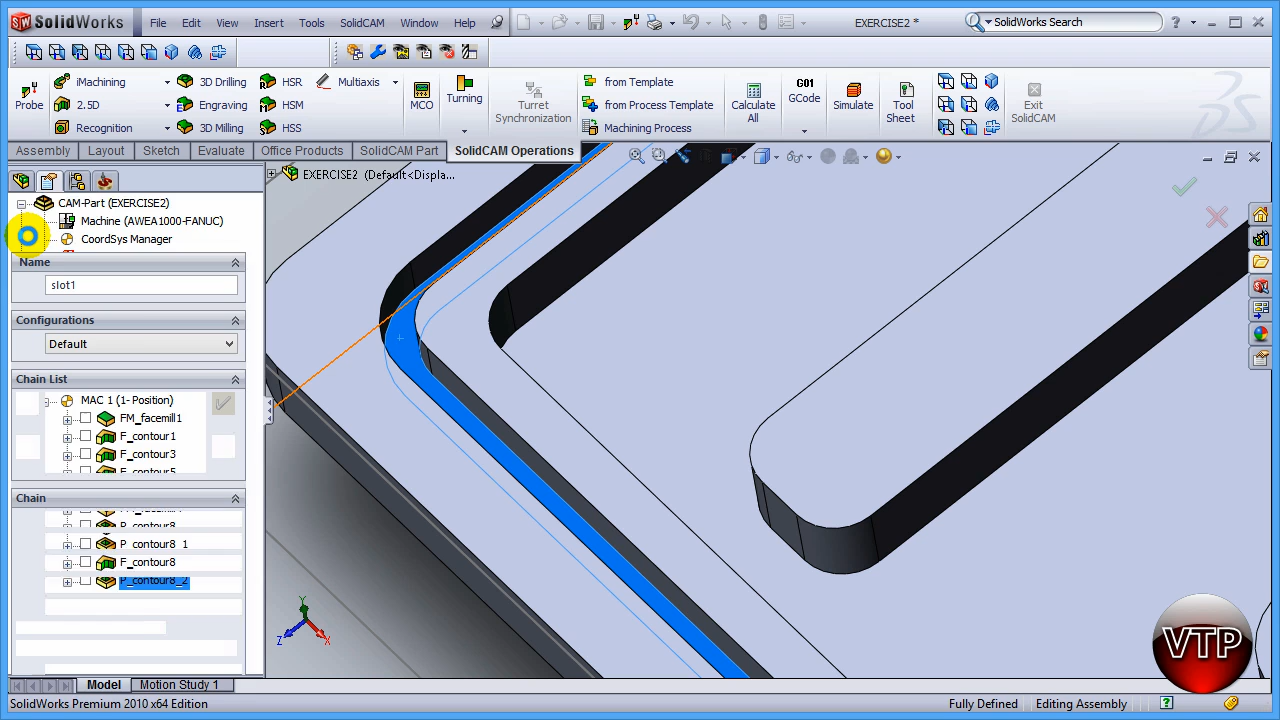 SolidWorks File Edit View Insert Tools SolidCAM Window Help EXERCISE2 * SolidWorks Search
Probe
iMachining 3D Drilling HSR Multiaxis
2.5D Engraving HSM
Recognition 3D Milling HSS
MCO
Turning
Turret Synchronization
from Template
from Process Template
Machining Process
Calculate All
G01
GCode
Simulate
Tool Sheet
Exit SolidCAM
Assembly Layout Sketch Evaluate Office Products SolidCAM Part SolidCAM Operations
EXERCISE2 (Default<Displa...
CAM-Part (EXERCISE2)
Machine (AWEA1000-FANUC)
CoordSys Manager
Name
slot1
Configurations
Default
Chain List
MAC 1 (1- Position)
FM_facemill1
F_contour1
F_contour3
F_contour5
Chain
P_contour8
P_contour8_1
F_contour8
P_contour8_2
Y
Z X
VTP
Model Motion Study 1
SolidWorks Premium 2010 x64 Edition Fully Defined Editing Assembly